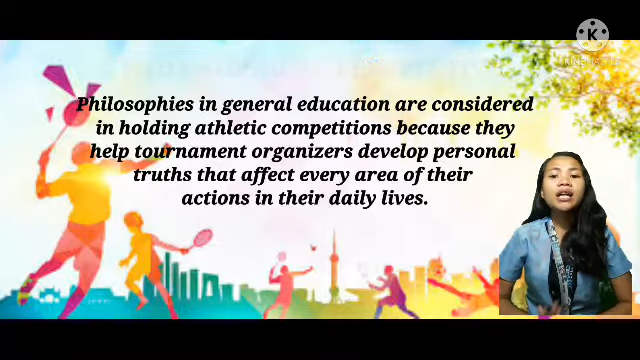 K
KINEMASTER
Philosophies in general education are considered
in holding athletic competitions because they
help tournament organizers develop personal
truths that affect every area of their
actions in their daily lives.